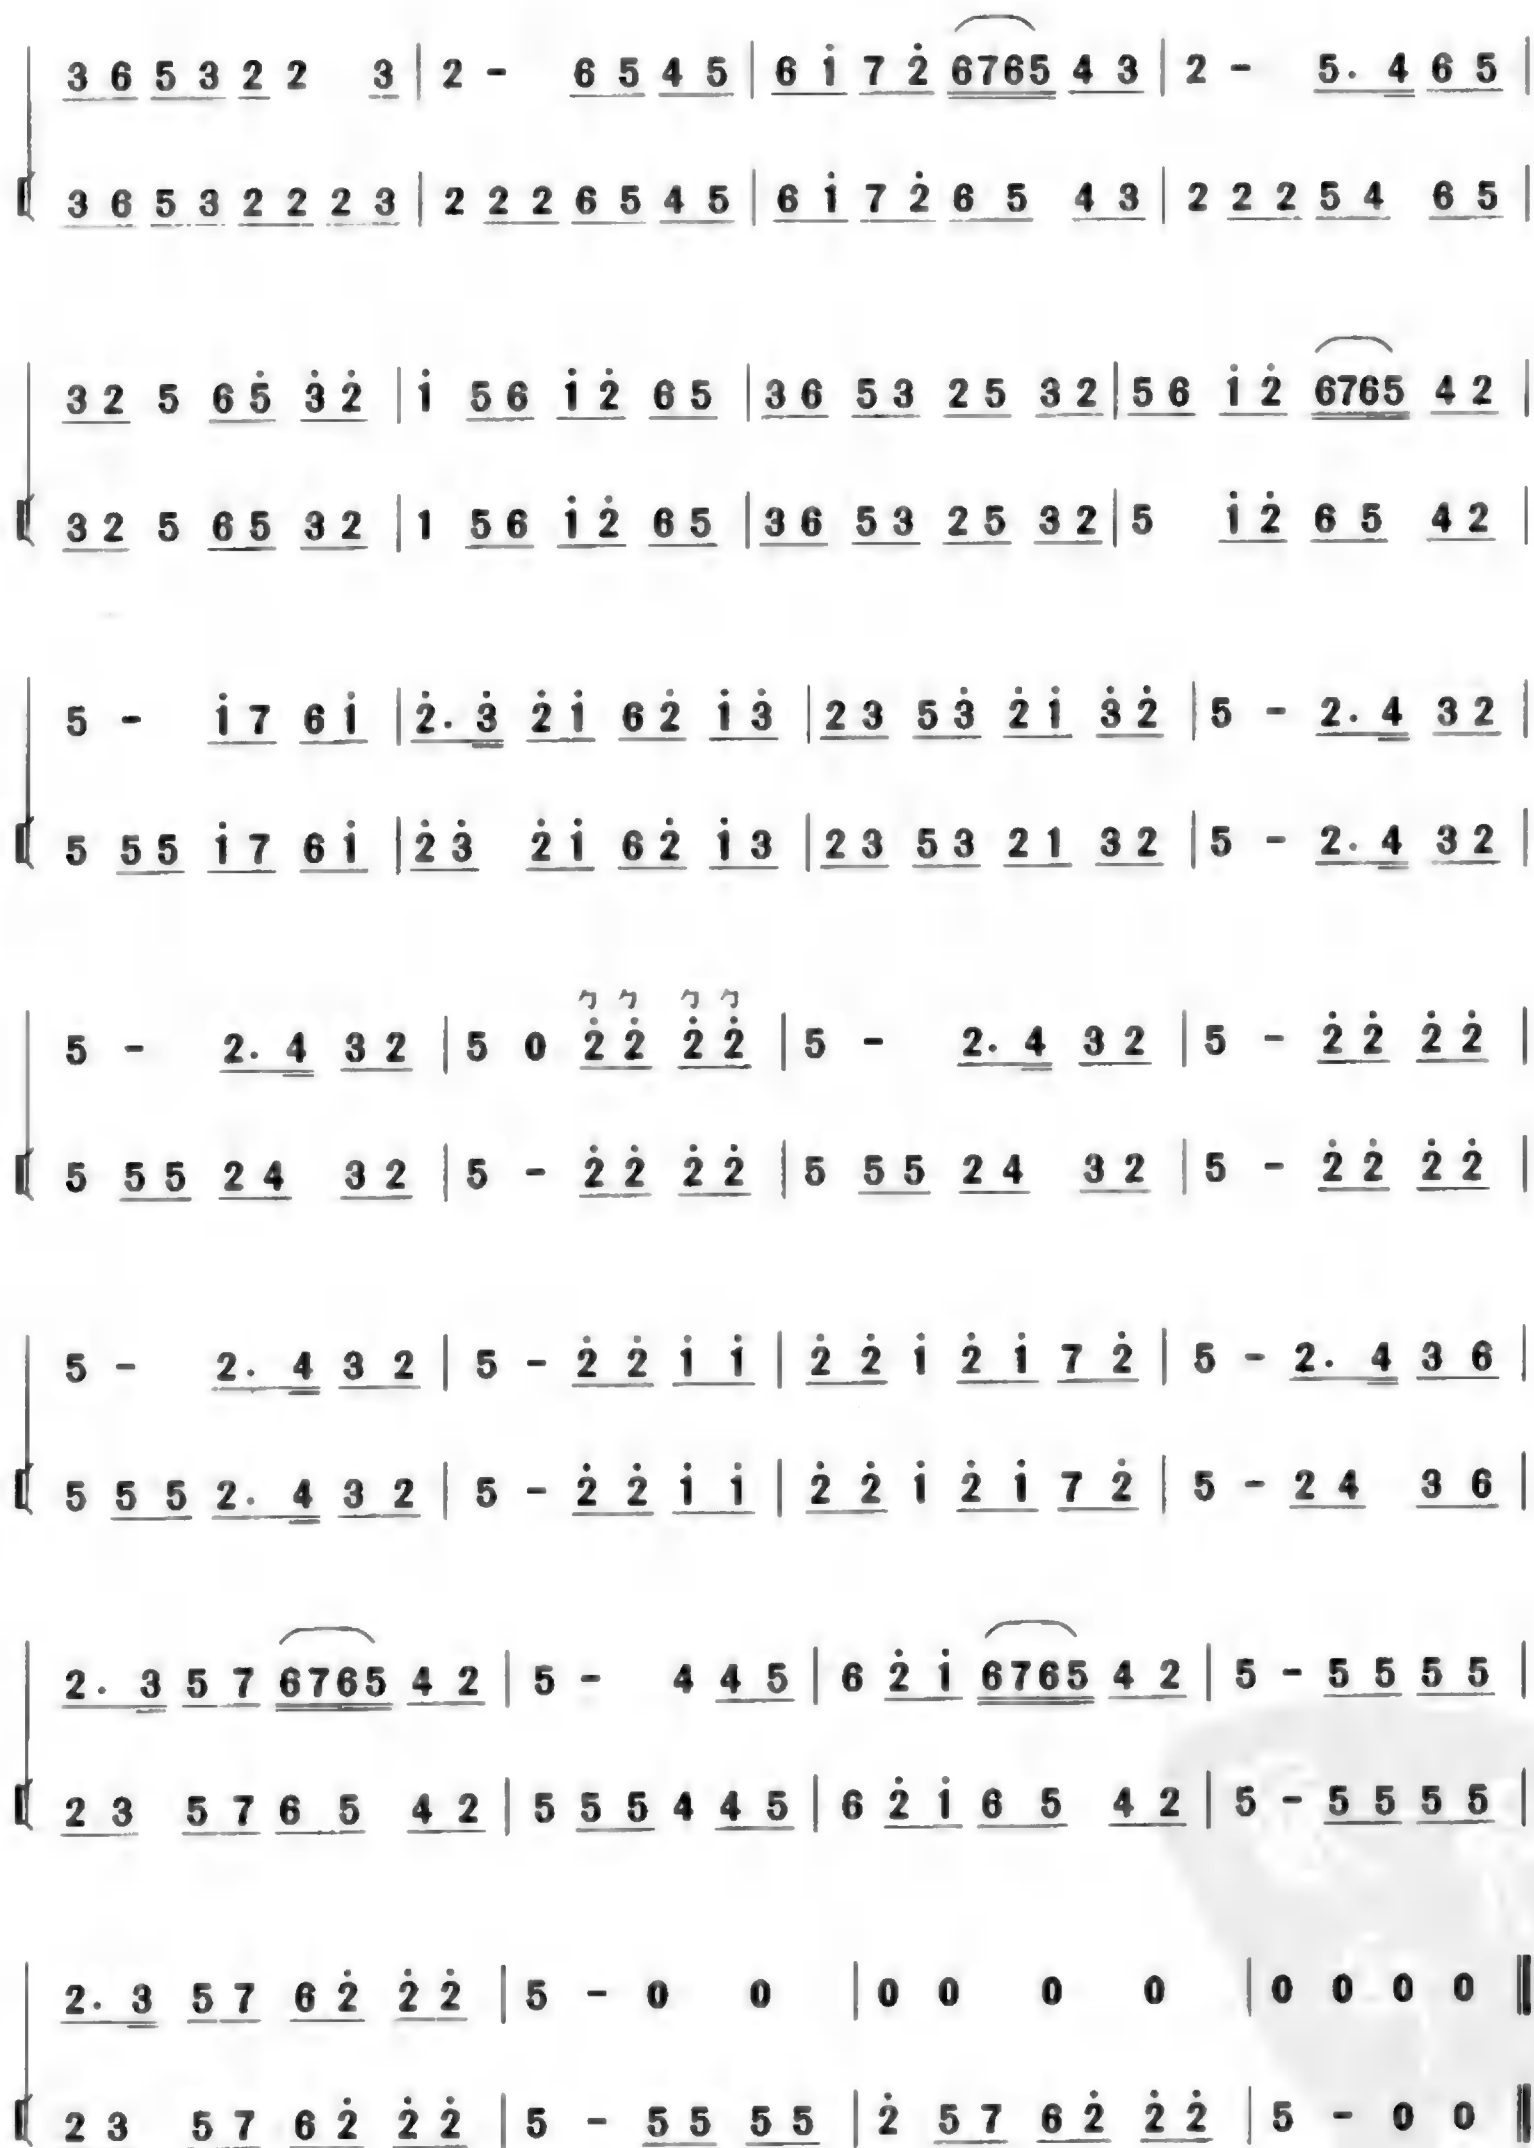 3 6 5 3 2 2 3 | 2 - 6 5 4 5 | 6 i̇ 7 2̇ 6765 4 3 | 2 - 5. 4 6 5 |
3 6 5 3 2 2 2 3 | 2 2 2 6 5 4 5 | 6 i̇ 7 2̇ 6 5 4 3 | 2 2 2 5 4 6 5 |
3 2 5 6 5̇ 3̇ 2̇ | i̇ 5 6 i̇ 2̇ 6 5 | 3 6 5 3 2 5 3 2 | 5 6 i̇ 2̇ 6765 4 2 |
3 2 5 6 5 3 2 | 1 5 6 i̇ 2̇ 6 5 | 3 6 5 3 2 5 3 2 | 5 i̇ 2̇ 6 5 4 2 |
5 - i̇ 7 6 i̇ | 2̇. 3̇ 2̇ i̇ 6 2̇ i̇ 3̇ | 2 3 5 3̇ 2̇ i̇ 3̇ 2̇ | 5 - 2. 4 3 2 |
5 5 5 i̇ 7 6 i̇ | 2̇ 3̇ 2̇ i̇ 6 2̇ i̇ 3 | 2 3 5 3 2 1 3 2 | 5 - 2. 4 3 2 |
5 - 2. 4 3 2 | 5 0 2̇ 2̇ 2̇ 2̇ | 5 - 2. 4 3 2 | 5 - 2̇ 2̇ 2̇ 2̇ |
5 5 5 2 4 3 2 | 5 - 2̇ 2̇ 2̇ 2̇ | 5 5 5 2 4 3 2 | 5 - 2̇ 2̇ 2̇ 2̇ |
5 - 2. 4 3 2 | 5 - 2̇ 2̇ i̇ i̇ | 2̇ 2̇ i̇ 2̇ i̇ 7 2̇ | 5 - 2. 4 3 6 |
5 5 5 2. 4 3 2 | 5 - 2̇ 2̇ i̇ i̇ | 2̇ 2̇ i̇ 2̇ i̇ 7 2̇ | 5 - 2 4 3 6 |
2. 3 5 7 6765 4 2 | 5 - 4 4 5 | 6 2̇ i̇ 6765 4 2 | 5 - 5 5 5 5 |
2 3 5 7 6 5 4 2 | 5 5 5 4 4 5 | 6 2̇ i̇ 6 5 4 2 | 5 - 5 5 5 5 |
2. 3 5 7 6 2̇ 2̇ 2̇ | 5 - 0 0 | 0 0 0 0 | 0 0 0 0 ‖
2 3 5 7 6 2̇ 2̇ 2̇ | 5 - 5 5 5 5 | 2̇ 5 7 6 2̇ 2̇ 2̇ | 5 - 0 0 ‖